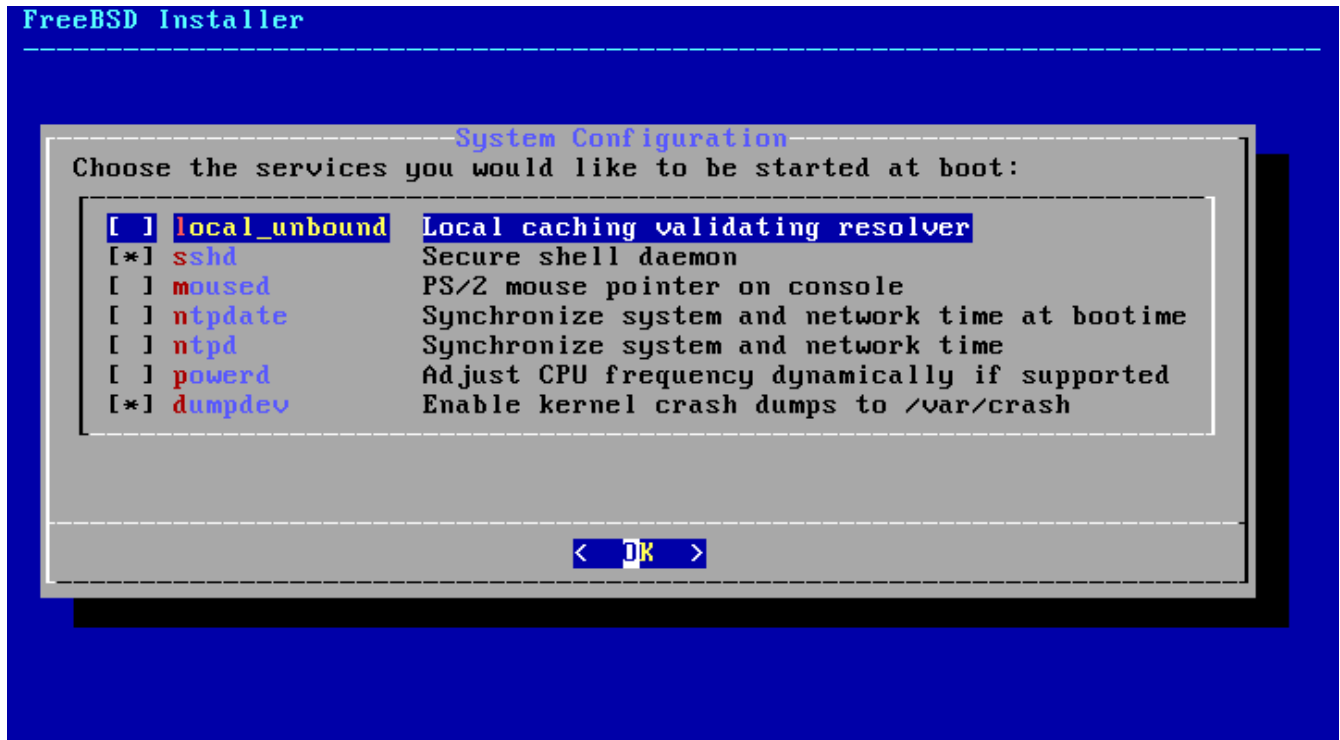 FreeBSD Installer
System Configuration
Choose the services you would like to be started at boot:
[ ] local_unbound Local caching validating resolver
[*] sshd Secure shell daemon
[ ] moused PS/2 mouse pointer on console
[ ] ntpdate Synchronize system and network time at bootime
[ ] ntpd Synchronize system and network time
[ ] powerd Adjust CPU frequency dynamically if supported
[*] dumpdev Enable kernel crash dumps to /var/crash
< OK >